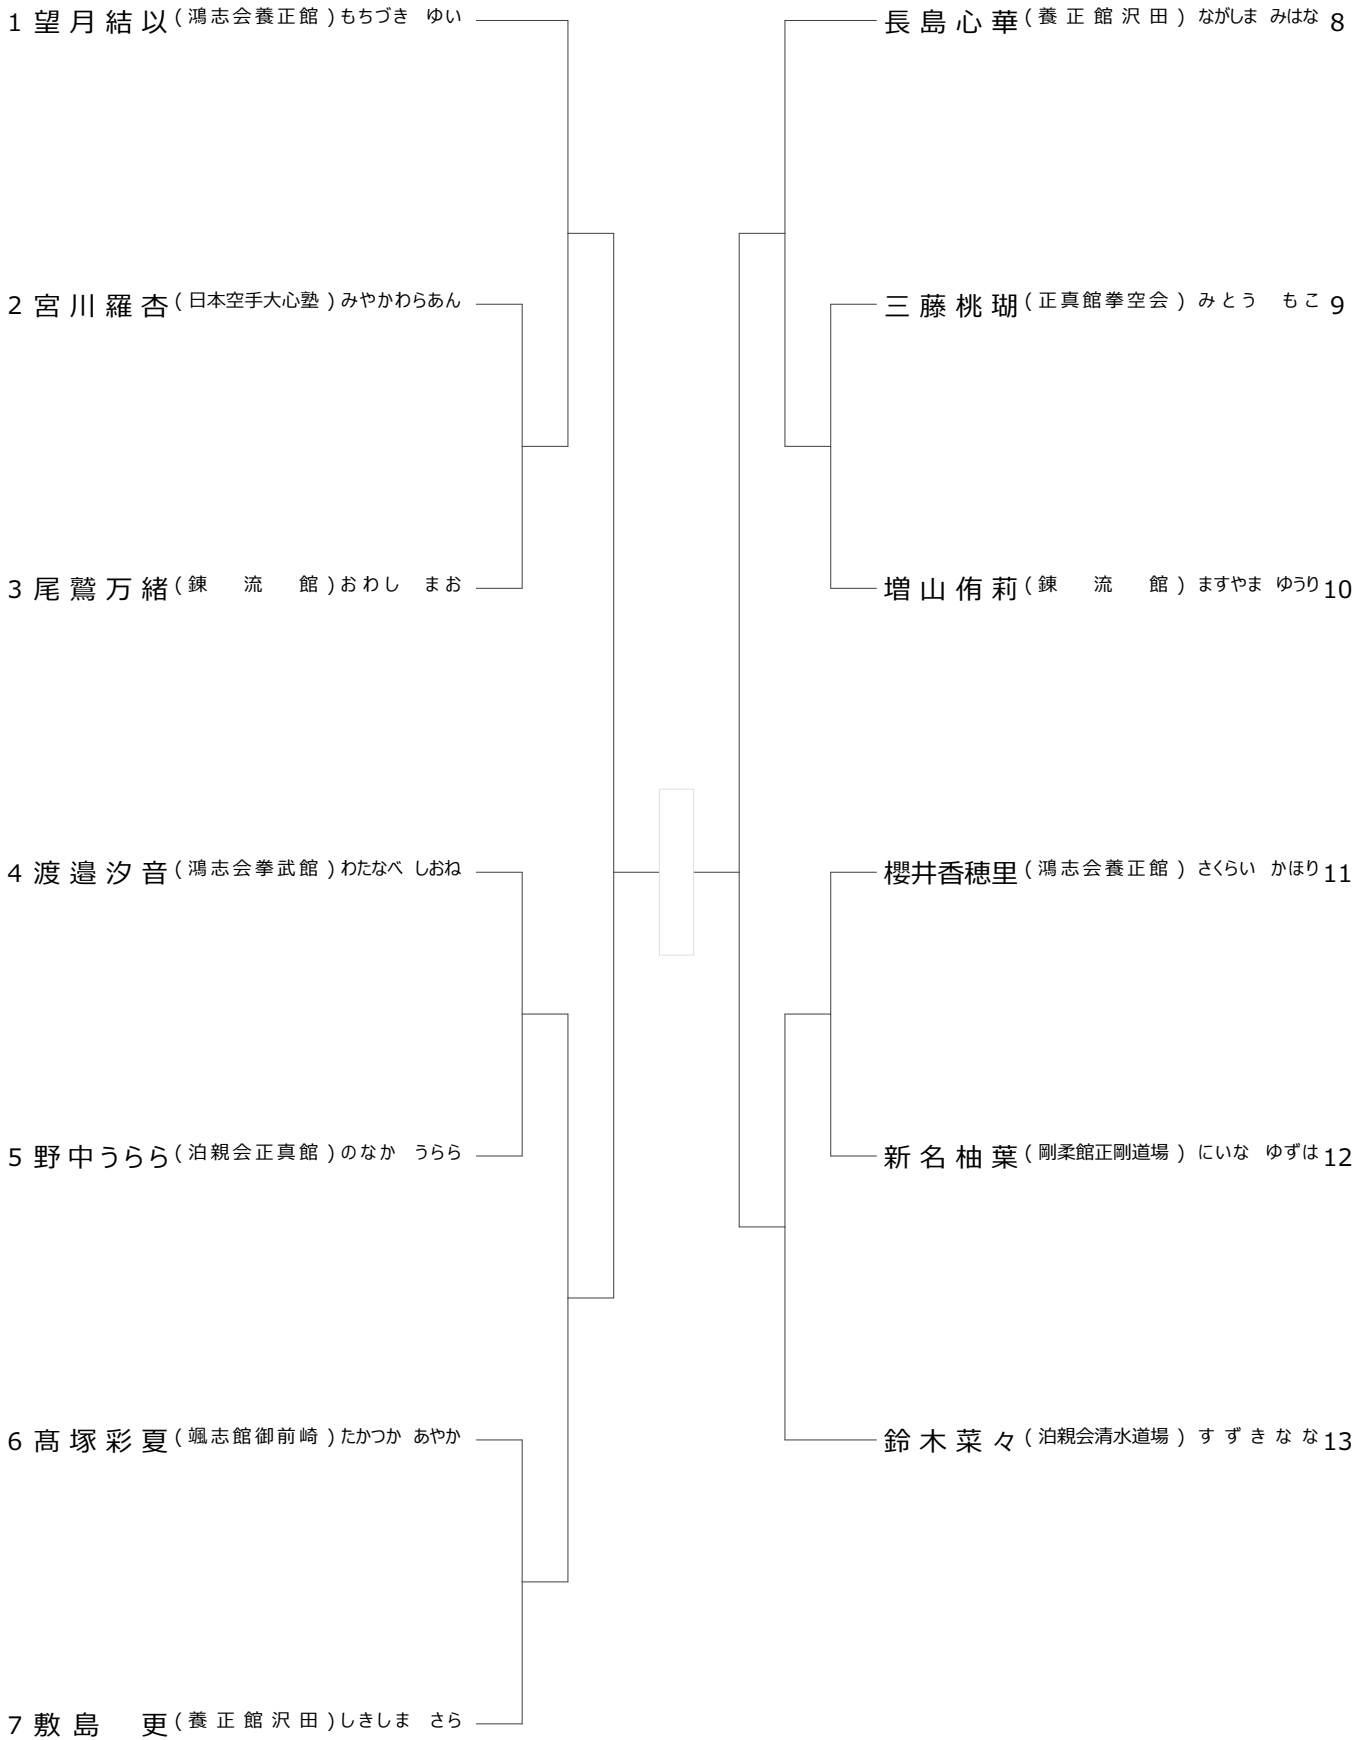 1 望月結以 (鴻志会養正館) もちづき ゆい
2 宮川羅杏 (日本空手大心塾) みやかわらあん
3 尾鷲万緒 (錬流館) おわし まお
4 渡邉汐音 (鴻志会拳武館) わたなべ しおね
5 野中うらら (泊親会正真館) のなか うらら
6 髙塚彩夏 (颯志館御前崎) たかつか あやか
7 敷島 更 (養正館沢田) しきしま さら
長島心華 (養正館沢田) ながしま みはな 8
三藤桃瑚 (正真館拳空会) みとう もこ 9
増山侑莉 (錬流館) ますやま ゆうり 10
櫻井香穂里 (鴻志会養正館) さくらい かほり 11
新名柚葉 (剛柔館正剛道場) にいな ゆずは 12
鈴木菜々 (泊親会清水道場) すずきなな 13